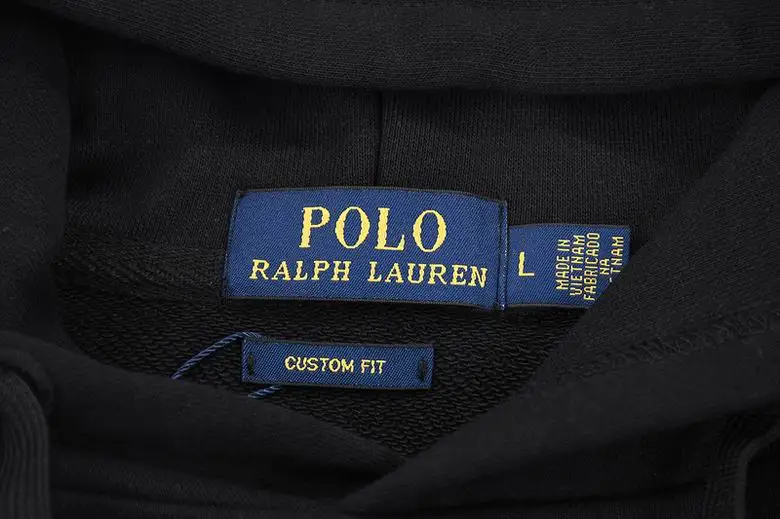 POLO
RALPH LAUREN
L
MADE IN
VIETNAM
FABRICADO
NA
CUSTOM FIT